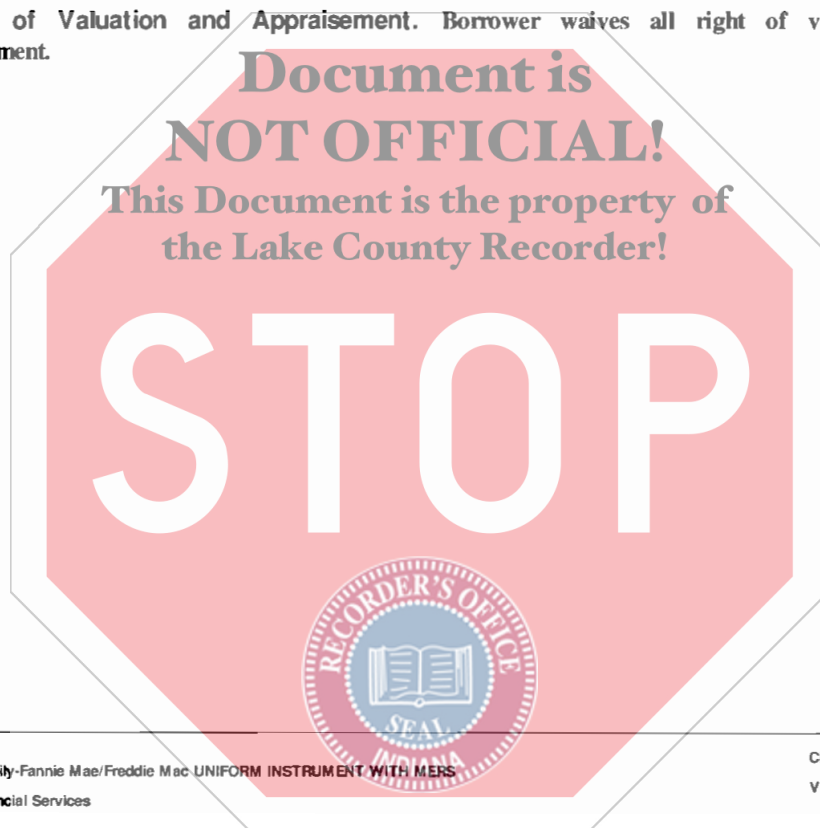 of Valuation and Appraisement. Borrower waives all right of v
ment.
Document is
NOT OFFICIAL!
This Document is the property of
the Lake County Recorder!
STOP
RECORDER'S OFFICE
SEAL
INDIANA
ily-Fannie Mae/Freddie Mac UNIFORM INSTRUMENT WITH MERS
ncial Services
C
V